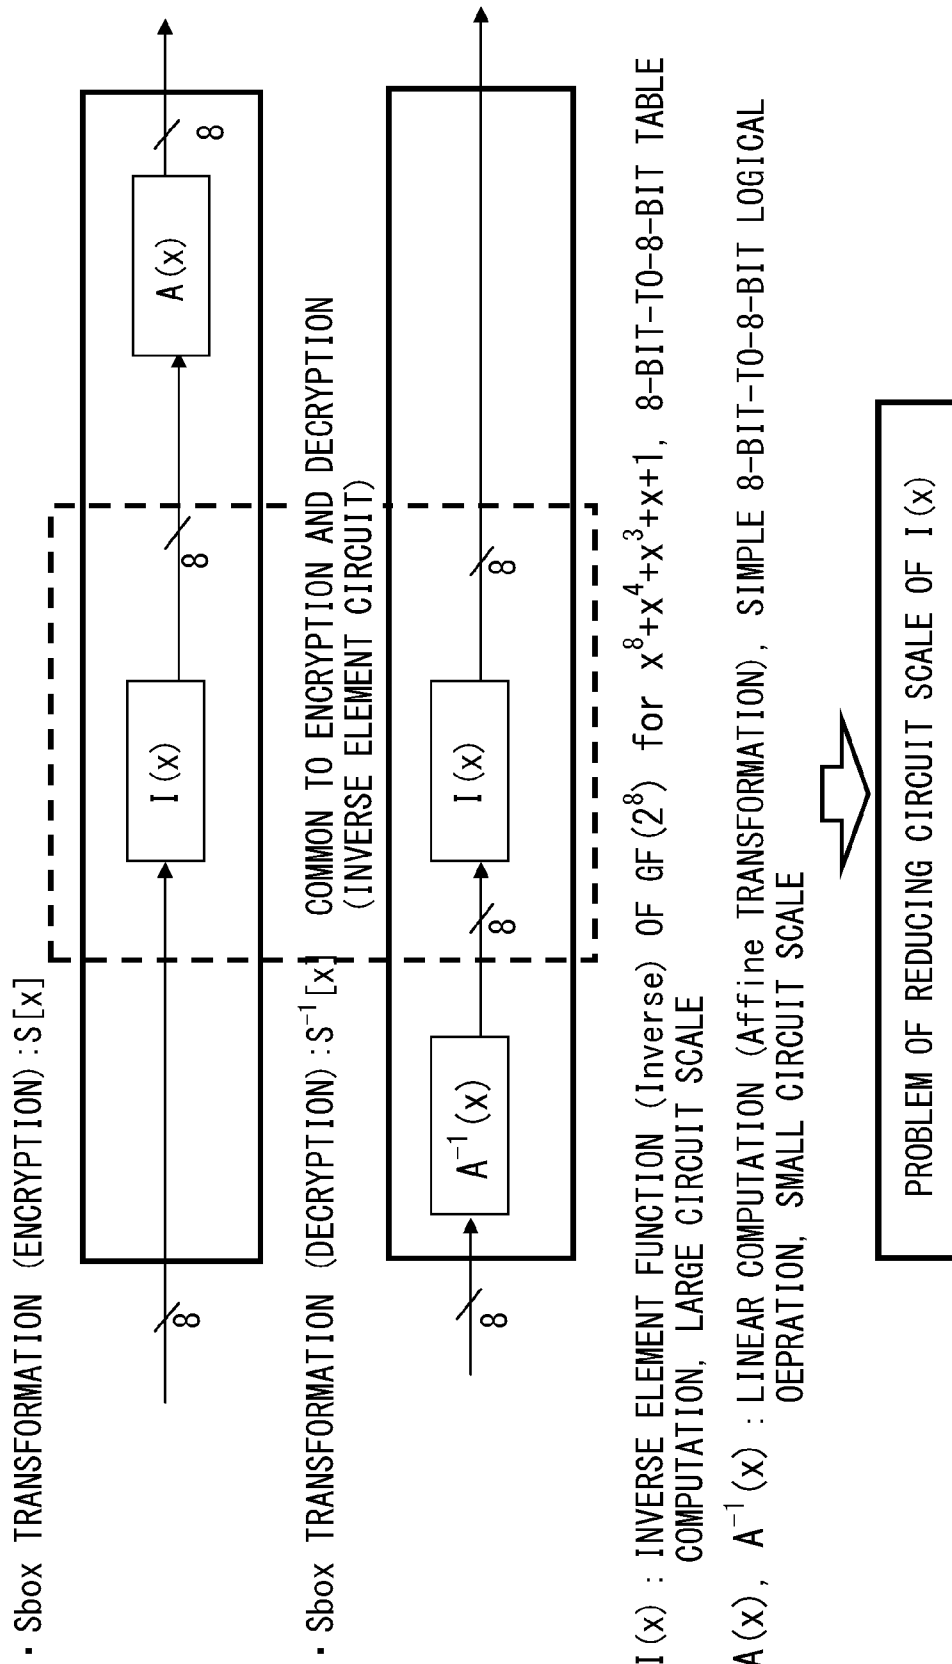 ・Sbox TRANSFORMATION (ENCRYPTION):S[x]
8
I(x)
8
A(x)
8
・Sbox TRANSFORMATION (DECRYPTION):S⁻¹[x]
COMMON TO ENCRYPTION AND DECRYPTION
(INVERSE ELEMENT CIRCUIT)
8
A⁻¹(x)
8
I(x)
8
I(x) : INVERSE ELEMENT FUNCTION (Inverse) OF GF(2⁸) for x⁸+x⁴+x³+x+1, 8-BIT-TO-8-BIT TABLE
COMPUTATION, LARGE CIRCUIT SCALE
A(x), A⁻¹(x) : LINEAR COMPUTATION (Affine TRANSFORMATION), SIMPLE 8-BIT-TO-8-BIT LOGICAL
OEPRATION, SMALL CIRCUIT SCALE
PROBLEM OF REDUCING CIRCUIT SCALE OF I(x)